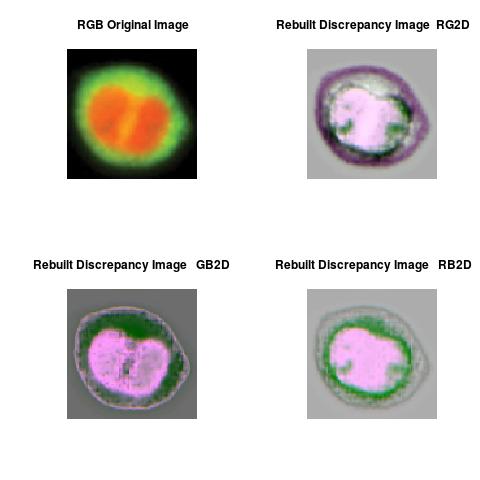 RGB Original Image
Rebuilt Discrepancy Image RG2D
Rebuilt Discrepancy Image GB2D
Rebuilt Discrepancy Image RB2D